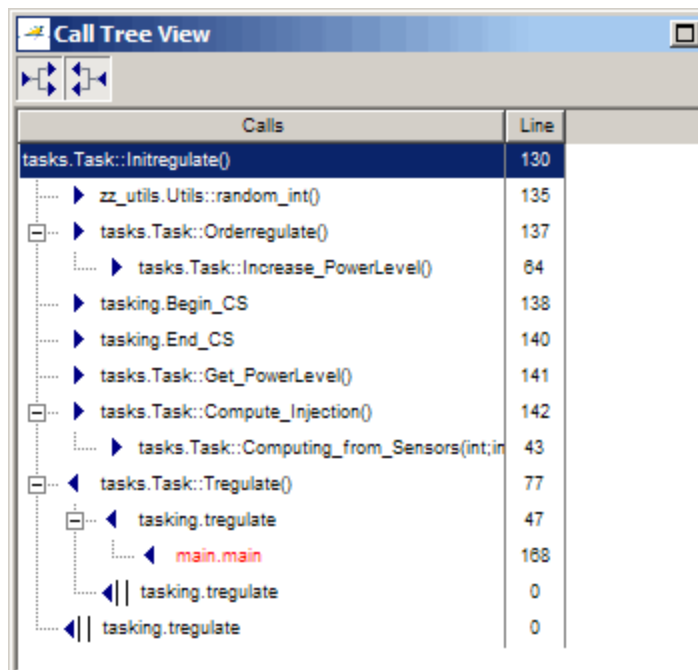 Call Tree View
Calls Line
tasks.Task::Initregulate() 130
zz_utils.Utils::random_int() 135
tasks.Task::Orderregulate() 137
tasks.Task::Increase_PowerLevel() 64
tasking.Begin_CS 138
tasking.End_CS 140
tasks.Task::Get_PowerLevel() 141
tasks.Task::Compute_Injection() 142
tasks.Task::Computing_from_Sensors(int;in 43
tasks.Task::Tregulate() 77
tasking.tregulate 47
main.main 168
tasking.tregulate 0
tasking.tregulate 0